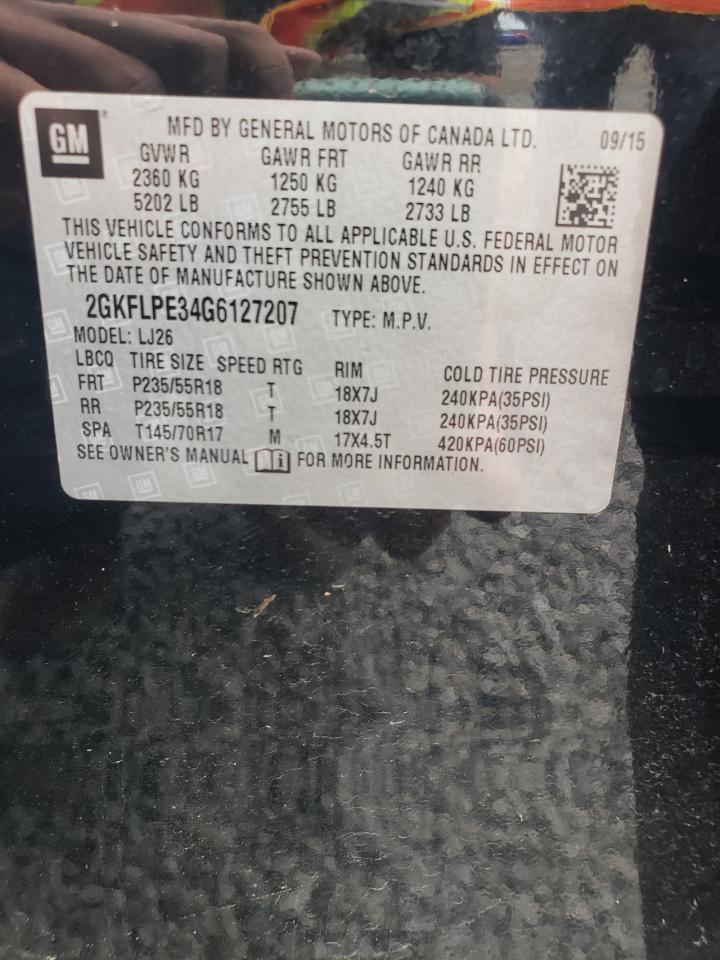 GM
MFD BY GENERAL MOTORS OF CANADA LTD. 09/15
GVWR GAWR FRT GAWR RR
2360 KG 1250 KG 1240 KG
5202 LB 2755 LB 2733 LB
THIS VEHICLE CONFORMS TO ALL APPLICABLE U.S. FEDERAL MOTOR
VEHICLE SAFETY AND THEFT PREVENTION STANDARDS IN EFFECT ON
THE DATE OF MANUFACTURE SHOWN ABOVE.
2GKFLPE34G6127207 TYPE: M.P.V.
MODEL: LJ26
LBCQ TIRE SIZE SPEED RTG RIM COLD TIRE PRESSURE
FRT P235/55R18 T 18X7J 240KPA(35PSI)
RR P235/55R18 T 18X7J 240KPA(35PSI)
SPA T145/70R17 M 17X4.5T 420KPA(60PSI)
SEE OWNER'S MANUAL i FOR MORE INFORMATION.